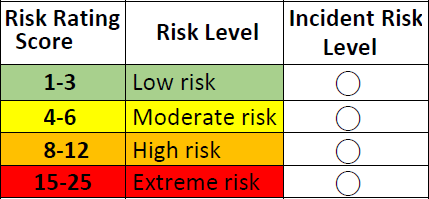 Risk Rating Score Risk Level Incident Risk Level
1-3 Low risk
4-6 Moderate risk
8-12 High risk
15-25 Extreme risk